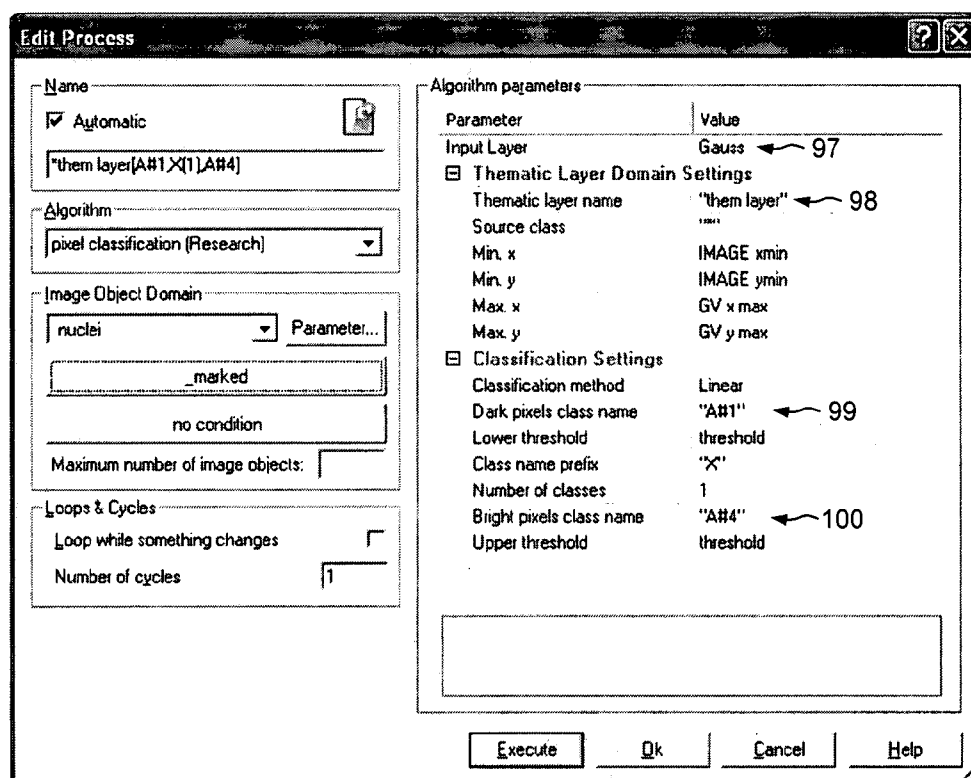 Edit Process
Name
Automatic
"them layer[A#1,X(1),A#4]
Algorithm
pixel classification (Research)
Image Object Domain
nuclei
Parameter...
_marked
no condition
Maximum number of image objects:
Loops & Cycles
Loop while something changes
Number of cycles 1
Algorithm parameters
Parameter Value
Input Layer Gauss 97
Thematic Layer Domain Settings
Thematic layer name "them layer" 98
Source class ""
Min. x IMAGE xmin
Min. y IMAGE ymin
Max. x GV x max
Max. y GV y max
Classification Settings
Classification method Linear
Dark pixels class name "A#1" 99
Lower threshold threshold
Class name prefix "X"
Number of classes 1
Bright pixels class name "A#4" 100
Upper threshold threshold
Execute Ok Cancel Help